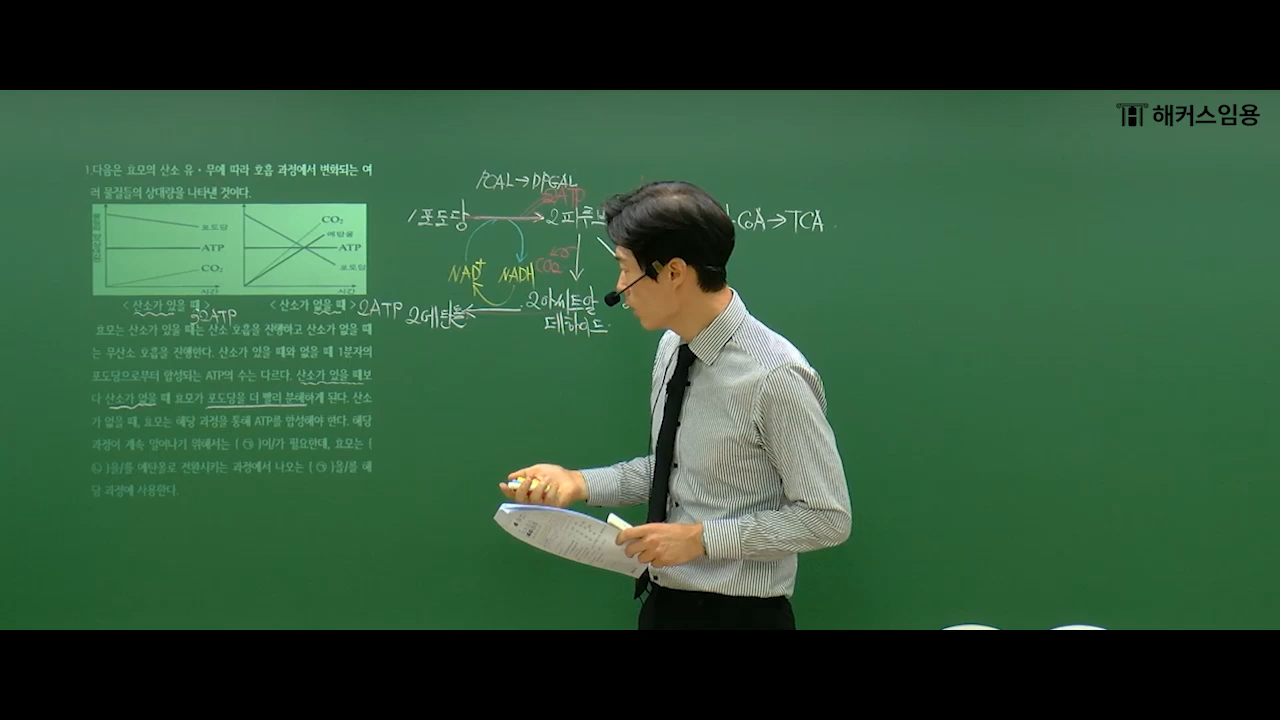 해커스임용
1.다음은 효모의 산소 유·무에 따라 호흡 과정에서 변화되는 여
러 물질들의 상대량을 나타낸 것이다.
포도당
ATP
CO₂
시간
CO₂
에탄올
ATP
포도당
시간
< 산소가 있을 때 >
< 산소가 없을 때 >
32ATP
2ATP
효모는 산소가 있을 때는 산소 호흡을 진행하고 산소가 없을 때
는 무산소 호흡을 진행한다. 산소가 있을 때와 없을 때 1분자의
포도당으로부터 합성되는 ATP의 수는 다르다. 산소가 있을 때보
다 산소가 없을 때 효모가 포도당을 더 빨리 분해하게 된다. 산소
가 없을 때, 효모는 해당 과정을 통해 ATP를 합성해야 한다. 해당
과정이 계속 일어나기 위해서는 ( ㉠ )이/가 필요한데, 효모는 (
㉡ )을/를 에탄올로 전환시키는 과정에서 나오는 ( ㉠ )을/를 해
당 과정에 사용한다.
PGAL→DPGAL
2ATP
1포도당 → 2피루브
CoA→TCA
NAD⁺ NADH
CO₂
2에탄올 ← 2아세트알
데하이드